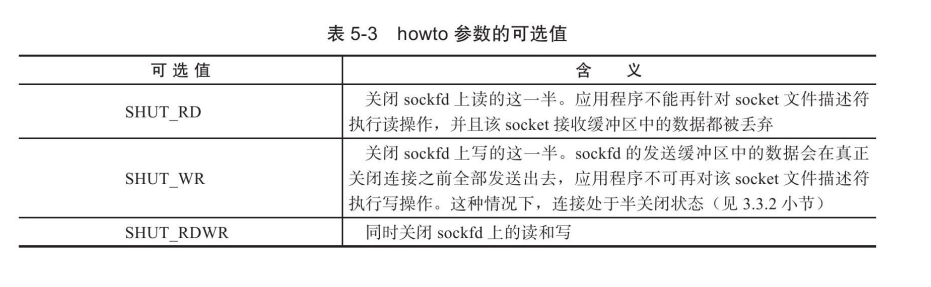 表 5-3 howto 参数的可选值
可 选 值 含 义
SHUT_RD
关闭 sockfd 上读的这一半。应用程序不能再针对 socket 文件描述符
执行读操作，并且该 socket 接收缓冲区中的数据都被丢弃
SHUT_WR
关闭 sockfd 上写的这一半。sockfd 的发送缓冲区中的数据会在真正
关闭连接之前全部发送出去，应用程序不可再对该 socket 文件描述符
执行写操作。这种情况下，连接处于半关闭状态（见 3.3.2 小节）
SHUT_RDWR
同时关闭 sockfd 上的读和写